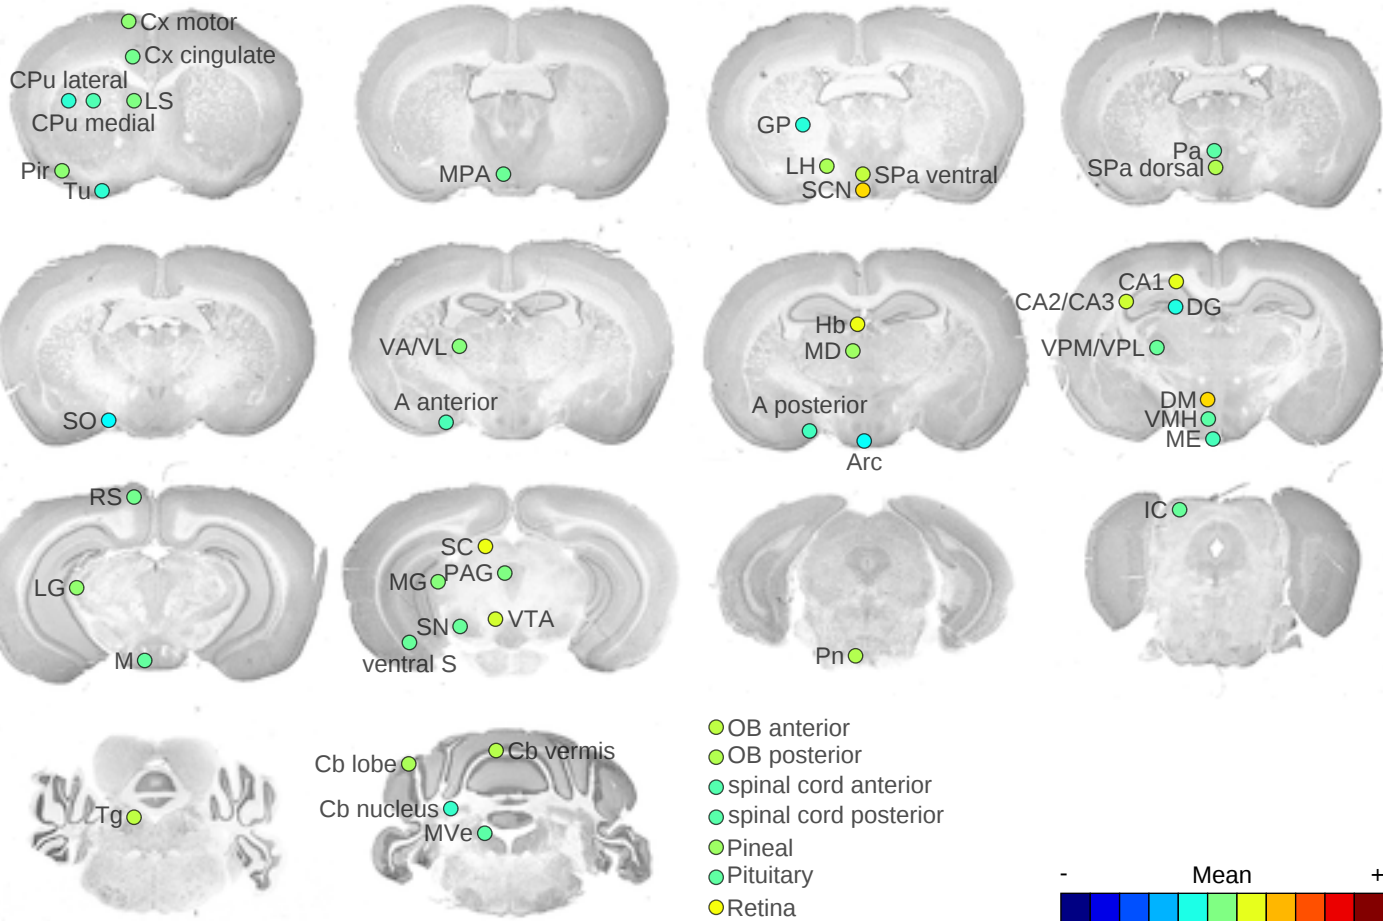 Cx motor
Cx cingulate
CPu lateral
LS
CPu medial
Pir
Tu
MPA
GP
LH
SPa ventral
SCN
Pa
SPa dorsal
SO
VA/VL
A anterior
Hb
MD
A posterior
Arc
CA1
CA2/CA3
DG
VPM/VPL
DM
VMH
ME
RS
LG
M
SC
MG
PAG
SN
VTA
ventral S
Pn
IC
Tg
Cb lobe
Cb vermis
Cb nucleus
MVe
OB anterior
OB posterior
spinal cord anterior
spinal cord posterior
Pineal
Pituitary
Retina
- Mean +